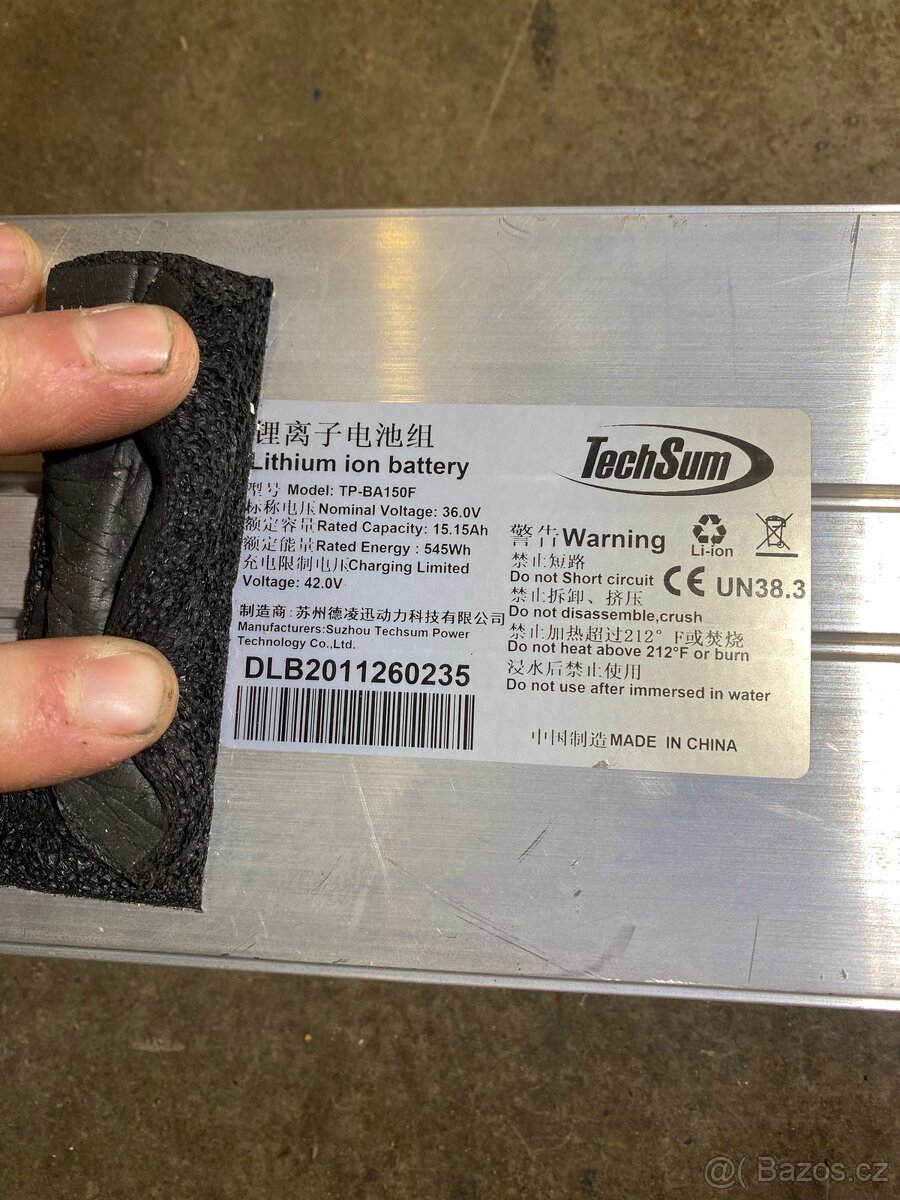 锂离子电池组
Lithium ion battery
型号 Model: TP-BA150F
标称电压 Nominal Voltage: 36.0V
额定容量 Rated Capacity: 15.15Ah
额定能量 Rated Energy : 545Wh
充电限制电压 Charging Limited
Voltage: 42.0V
制造商:苏州德凌迅动力科技有限公司
Manufacturers:Suzhou Techsum Power
Technology Co.,Ltd.
DLB2011260235
TechSum
警告 Warning
Li-ion
禁止短路
Do not Short circuit
CE UN38.3
禁止拆卸、挤压
Do not disassemble,crush
禁止加热超过212° F或焚烧
Do not heat above 212°F or burn
浸水后禁止使用
Do not use after immersed in water
中国制造 MADE IN CHINA
@( Bazos.cz